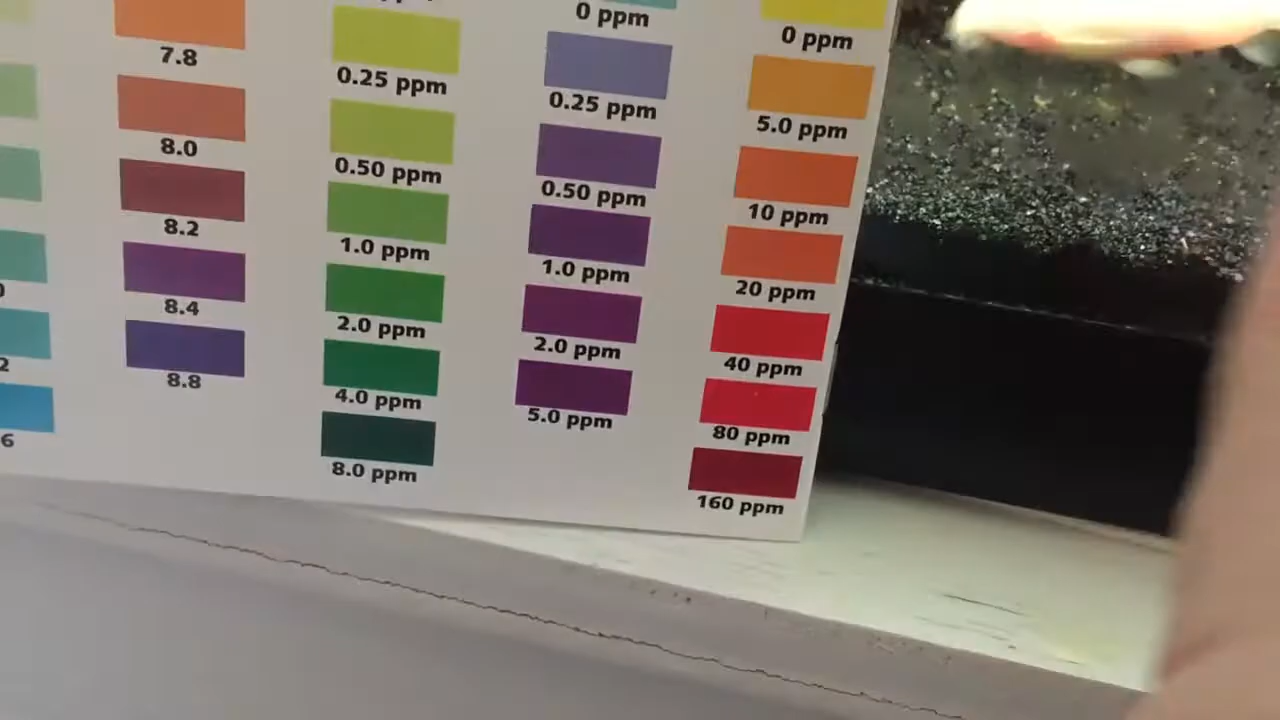 7.8
8.0
8.2
8.4
8.8
0.25 ppm
0.50 ppm
1.0 ppm
2.0 ppm
4.0 ppm
8.0 ppm
0 ppm
0.25 ppm
0.50 ppm
1.0 ppm
2.0 ppm
5.0 ppm
0 ppm
5.0 ppm
10 ppm
20 ppm
40 ppm
80 ppm
160 ppm